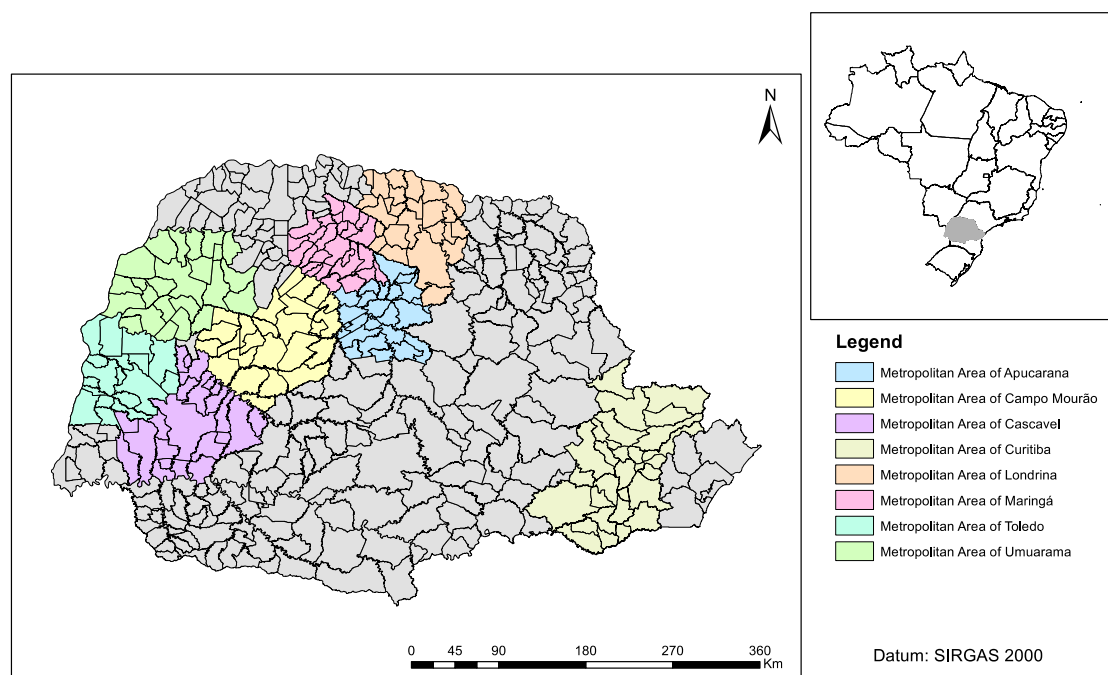 N
0 45 90 180 270 360
Km
Legend
Metropolitan Area of Apucarana
Metropolitan Area of Campo Mourão
Metropolitan Area of Cascavel
Metropolitan Area of Curitiba
Metropolitan Area of Londrina
Metropolitan Area of Maringá
Metropolitan Area of Toledo
Metropolitan Area of Umuarama
Datum: SIRGAS 2000